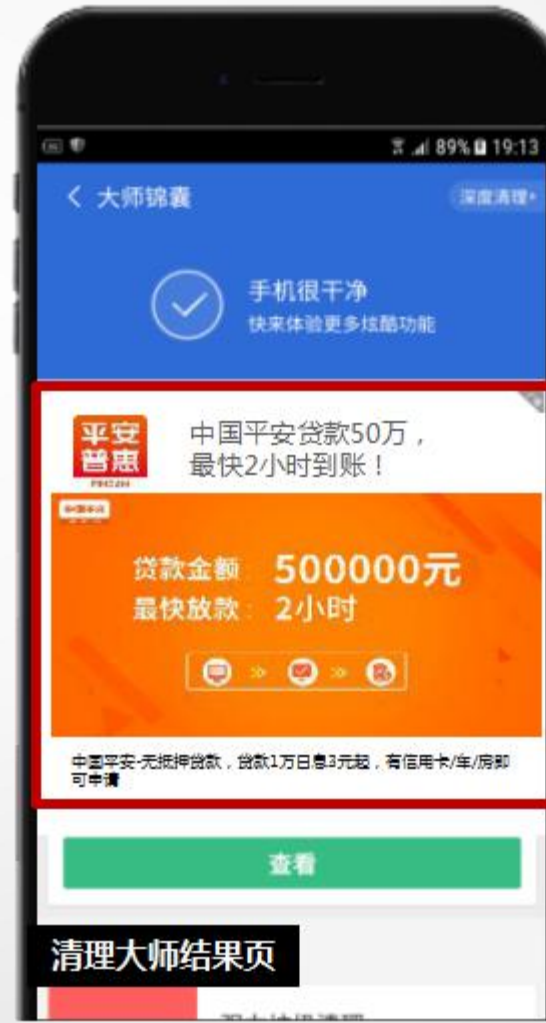 89% 19:13
大师锦囊
深度清理
手机很干净
快来体验更多炫酷功能
平安
普惠
中国平安贷款50万，
最快2小时到账！
贷款金额：500000元
最快放款：2小时
中国平安-无抵押贷款，贷款1万日息3元起，有信用卡/车/房即
可申请
查看
清理大师结果页